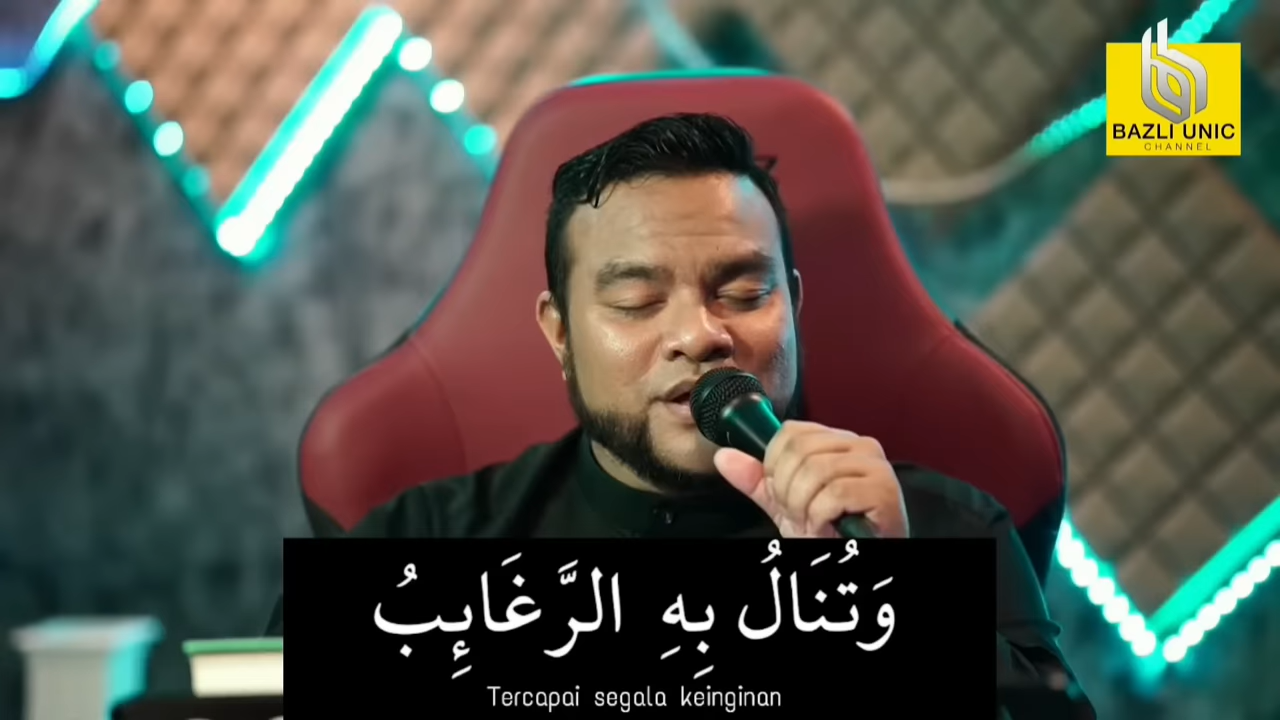 BAZLI UNIC
CHANNEL
وَتُنَالُ بِهِ الرَّغَائِبُ
Tercapai segala keinginan